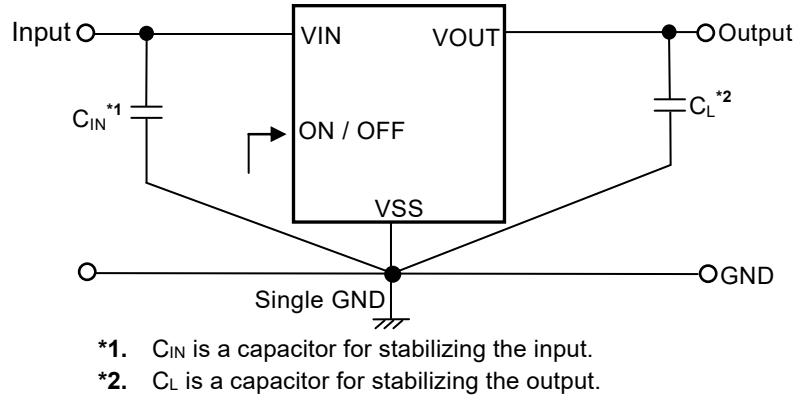 Input
VIN
VOUT
Output
CIN*1
CL*2
ON / OFF
VSS
Single GND
GND
*1. CIN is a capacitor for stabilizing the input.
*2. CL is a capacitor for stabilizing the output.